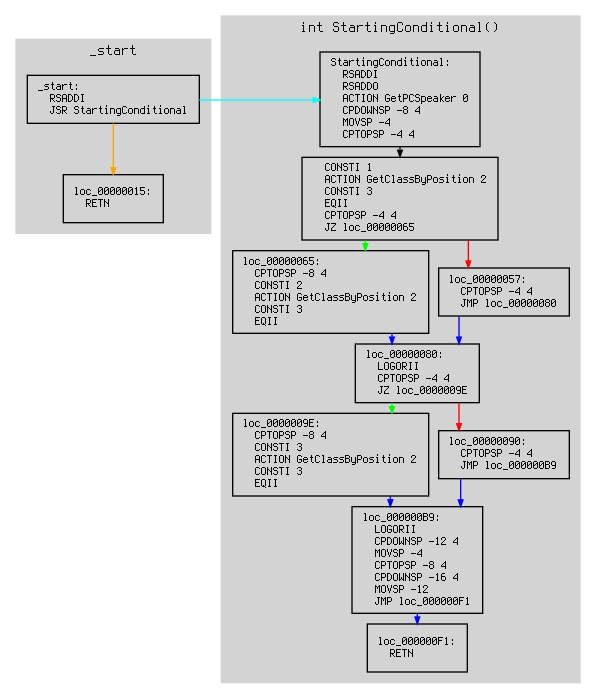 _start
_start:
RSADDI
JSR StartingConditional
loc_00000015:
RETN
int StartingConditional()
StartingConditional:
RSADDI
RSADDO
ACTION GetPCSpeaker 0
CPDOWNSP -8 4
MOVSP -4
CPTOPSP -4 4
CONSTI 1
ACTION GetClassByPosition 2
CONSTI 3
EQII
CPTOPSP -4 4
JZ loc_00000065
loc_00000065:
CPTOPSP -8 4
CONSTI 2
ACTION GetClassByPosition 2
CONSTI 3
EQII
loc_00000057:
CPTOPSP -4 4
JMP loc_00000080
loc_00000080:
LOGORII
CPTOPSP -4 4
JZ loc_0000009E
loc_0000009E:
CPTOPSP -8 4
CONSTI 3
ACTION GetClassByPosition 2
CONSTI 3
EQII
loc_00000090:
CPTOPSP -4 4
JMP loc_000000B9
loc_000000B9:
LOGORII
CPDOWNSP -12 4
MOVSP -4
CPTOPSP -8 4
CPDOWNSP -16 4
MOVSP -12
JMP loc_000000F1
loc_000000F1:
RETN